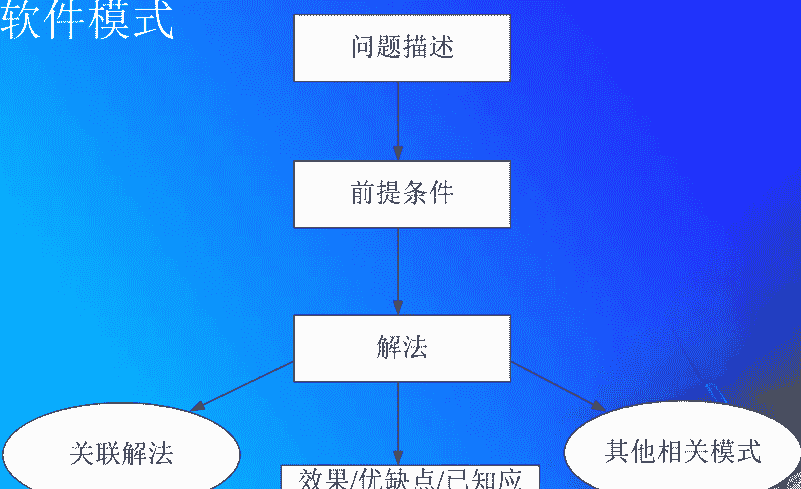 软件模式
问题描述
前提条件
解法
关联解法
其他相关模式
效果/优缺点/已知应